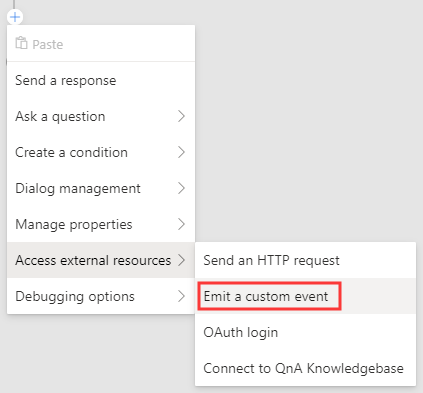 Paste
Send a response
Ask a question
Create a condition
Dialog management
Manage properties
Access external resources
Debugging options
Send an HTTP request
Emit a custom event
OAuth login
Connect to QnA Knowledgebase